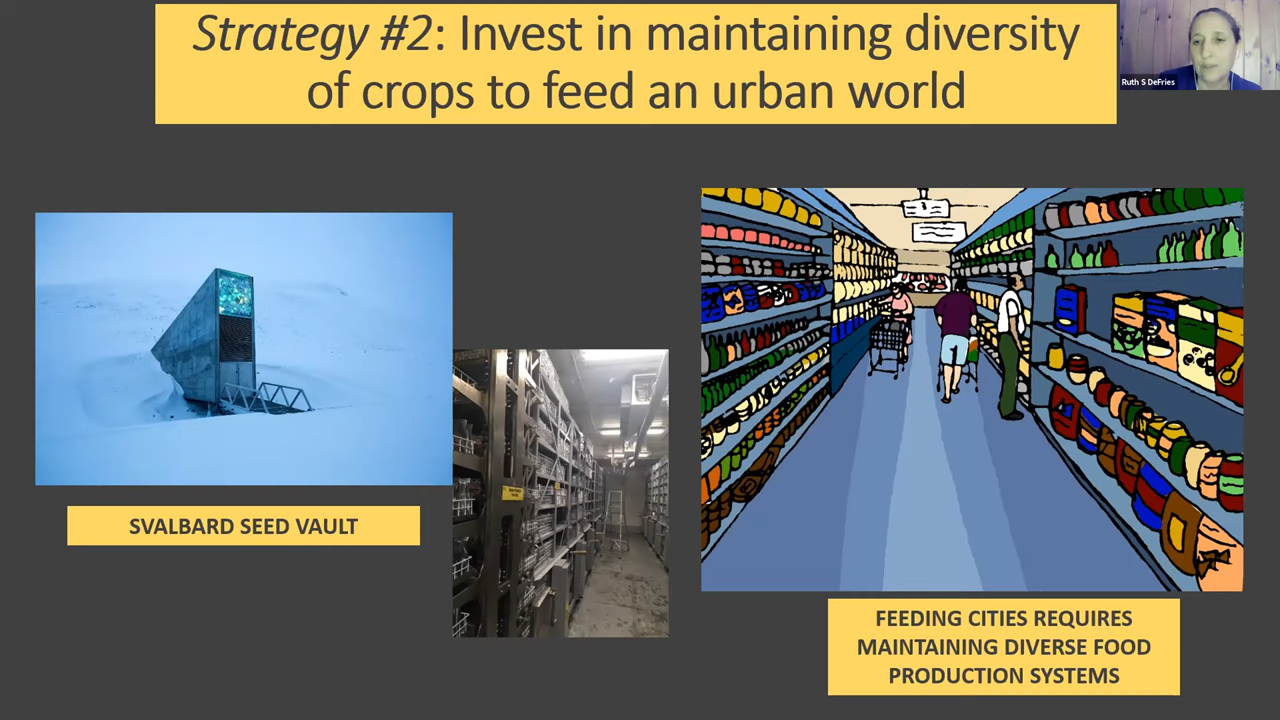 Strategy #2: Invest in maintaining diversity
of crops to feed an urban world
Ruth S DeFries
SVALBARD SEED VAULT
FEEDING CITIES REQUIRES
MAINTAINING DIVERSE FOOD
PRODUCTION SYSTEMS